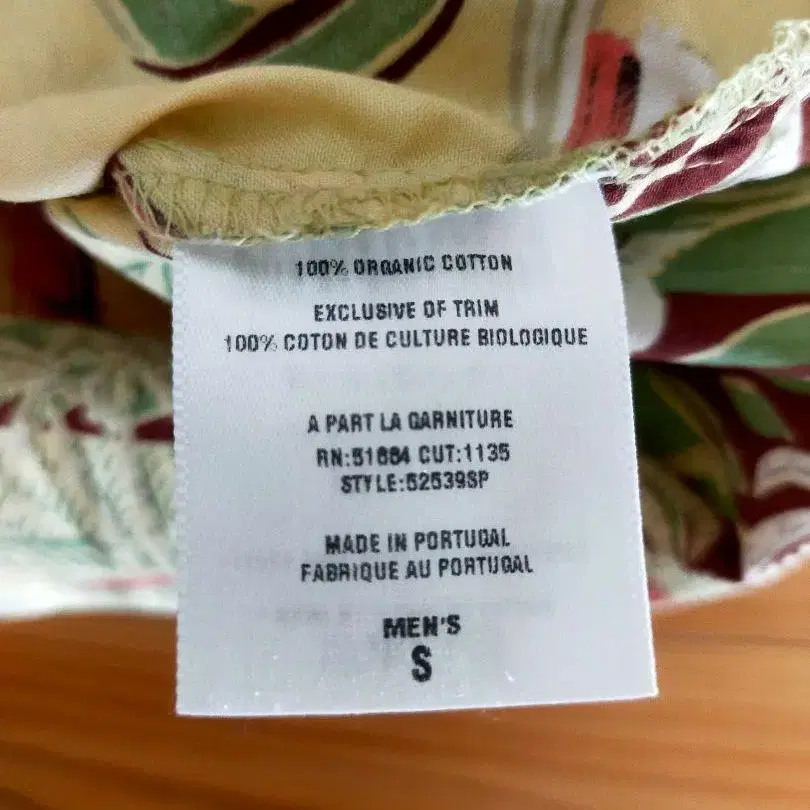 100% ORGANIC COTTON
EXCLUSIVE OF TRIM
100% COTON DE CULTURE BIOLOGIQUE
A PART LA GARNITURE
RN:51884 CUT:1135
STYLE:52539SP
MADE IN PORTUGAL
FABRIQUE AU PORTUGAL
MEN'S
S